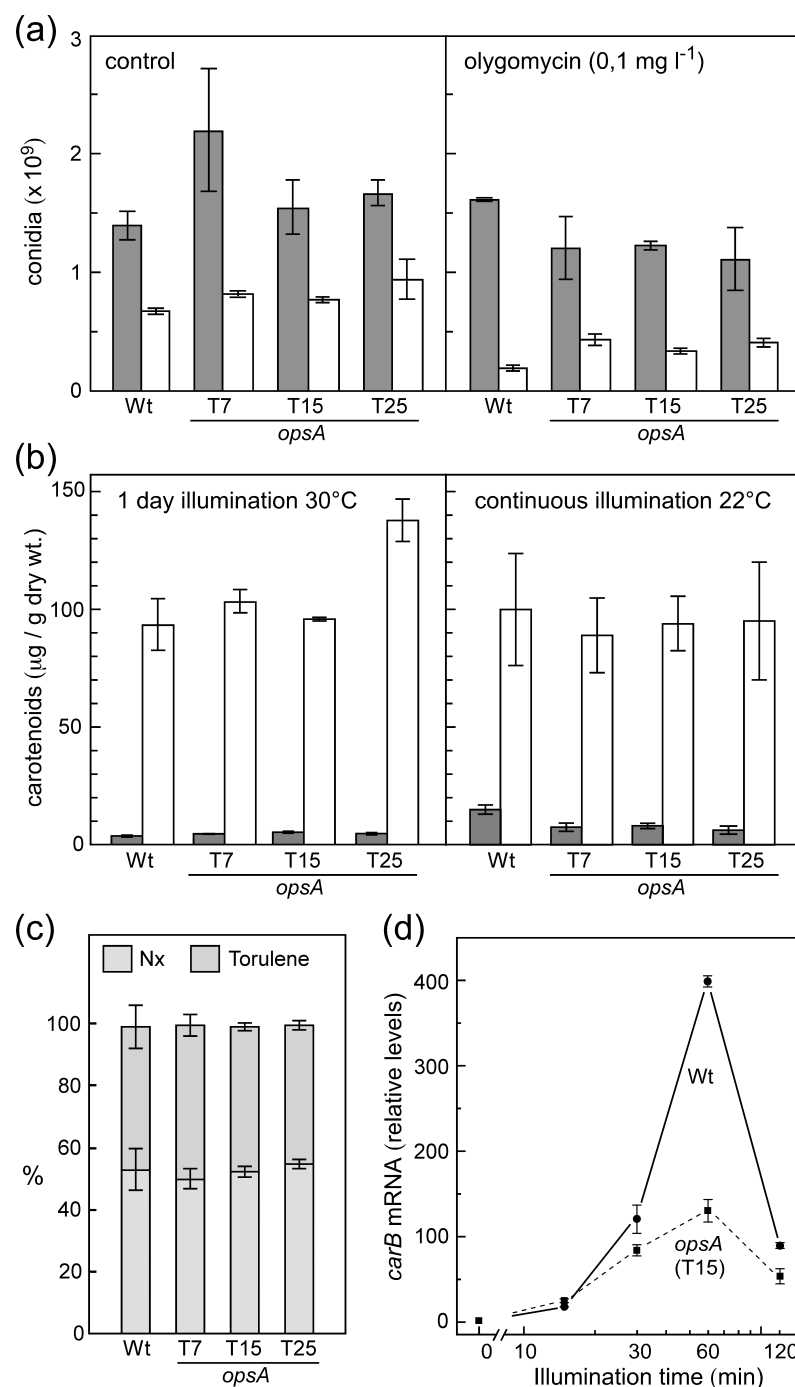 (a)
3
2
1
0
conidia (x 10⁹)
control
olygomycin (0,1 mg l⁻¹)
Wt T7 T15 T25 Wt T7 T15 T25
opsA opsA
(b)
150
100
50
0
carotenoids (µg / g dry wt.)
1 day illumination 30°C
continuous illumination 22°C
Wt T7 T15 T25 Wt T7 T15 T25
opsA opsA
(c)
Nx Torulene
100
80
60
40
20
0
%
Wt T7 T15 T25
opsA
(d)
400
300
200
100
0
carB mRNA (relative levels)
Wt
opsA
(T15)
0 10 30 60 120
Illumination time (min)